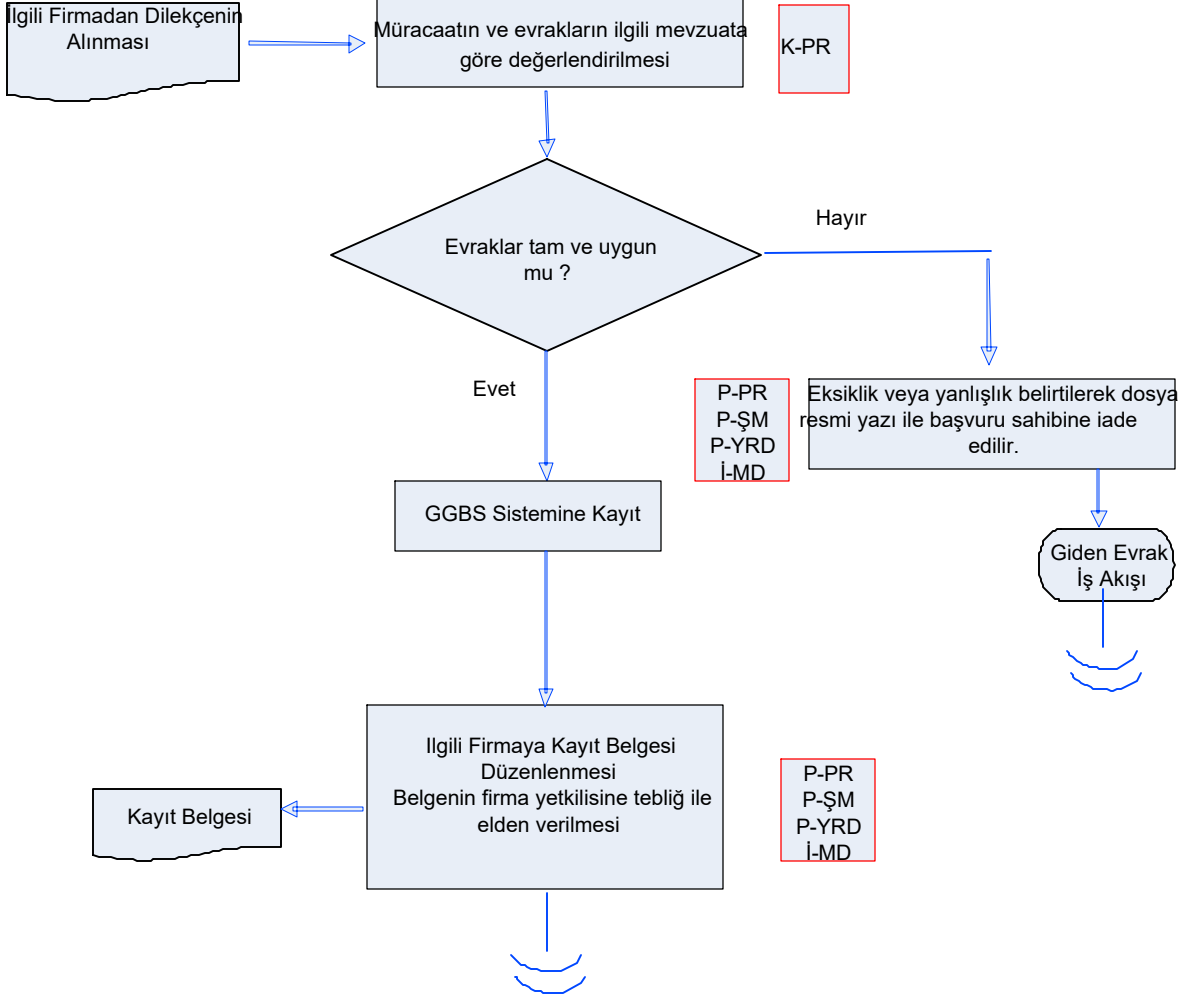 İlgili Firmadan Dilekçenin
Alınması
Müracaatın ve evrakların ilgili mevzuata
göre değerlendirilmesi
K-PR
Evraklar tam ve uygun
mu ?
Hayır
Evet
P-PR
P-ŞM
P-YRD
İ-MD
Eksiklik veya yanlışlık belirtilerek dosya
resmi yazı ile başvuru sahibine iade
edilir.
GGBS Sistemine Kayıt
Giden Evrak
İş Akışı
Ilgili Firmaya Kayıt Belgesi
Düzenlenmesi
Belgenin firma yetkilisine tebliğ ile
elden verilmesi
Kayıt Belgesi
P-PR
P-ŞM
P-YRD
İ-MD